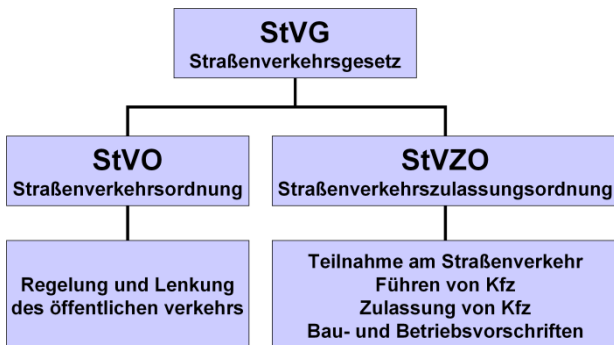 StVG
Straßenverkehrsgesetz
StVO
Straßenverkehrsordnung
StVZO
Straßenverkehrszulassungsordnung
Regelung und Lenkung
des öffentlichen verkehrs
Teilnahme am Straßenverkehr
Führen von Kfz
Zulassung von Kfz
Bau- und Betriebsvorschriften